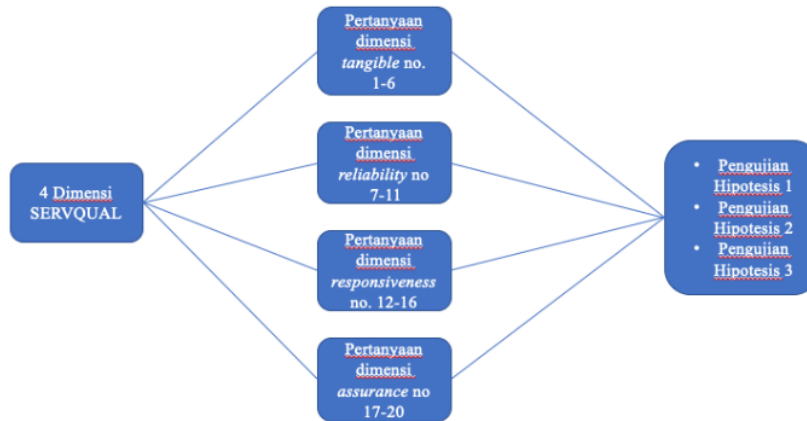 Pertanyaan
dimensi
tangible no.
1-6
Pertanyaan
dimensi
reliability no
7-11
4 Dimensi
SERVQUAL
Pertanyaan
dimensi
responsiveness
no. 12-16
Pertanyaan
dimensi
assurance no
17-20
• Pengujian
Hipotesis 1
• Pengujian
Hipotesis 2
• Pengujian
Hipotesis 3